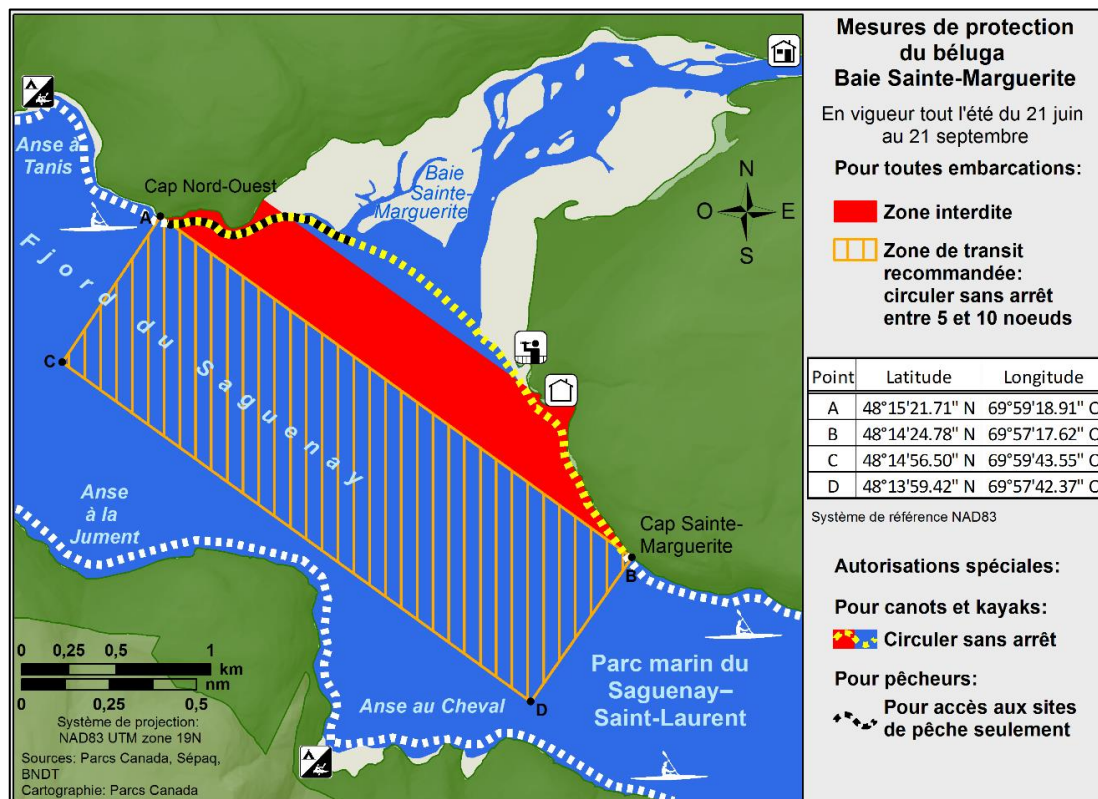 Mesures de protection
du béluga
Baie Sainte-Marguerite
En vigueur tout l'été du 21 juin
au 21 septembre
Pour toutes embarcations:
Zone interdite
Zone de transit
recommandée:
circuler sans arrêt
entre 5 et 10 noeuds
Point Latitude Longitude
A 48°15'21.71" N 69°59'18.91" O
B 48°14'24.78" N 69°57'17.62" O
C 48°14'56.50" N 69°59'43.55" O
D 48°13'59.42" N 69°57'42.37" O
Système de référence NAD83
Autorisations spéciales:
Pour canots et kayaks:
Circuler sans arrêt
Pour pêcheurs:
Pour accès aux sites
de pêche seulement
Anse à
Tanis
Cap Nord-Ouest
Baie
Sainte-
Marguerite
N
O E
S
A
Fjord du Saguenay
C
Anse
à la
Jument
Cap Sainte-
Marguerite
B
Parc marin du
Saguenay–
Saint-Laurent
D
Anse au Cheval
0 0,25 0,5 1
km
nm
0 0,25 0,5
Système de projection:
NAD83 UTM zone 19N
Sources: Parcs Canada, Sépaq,
BNDT
Cartographie: Parcs Canada